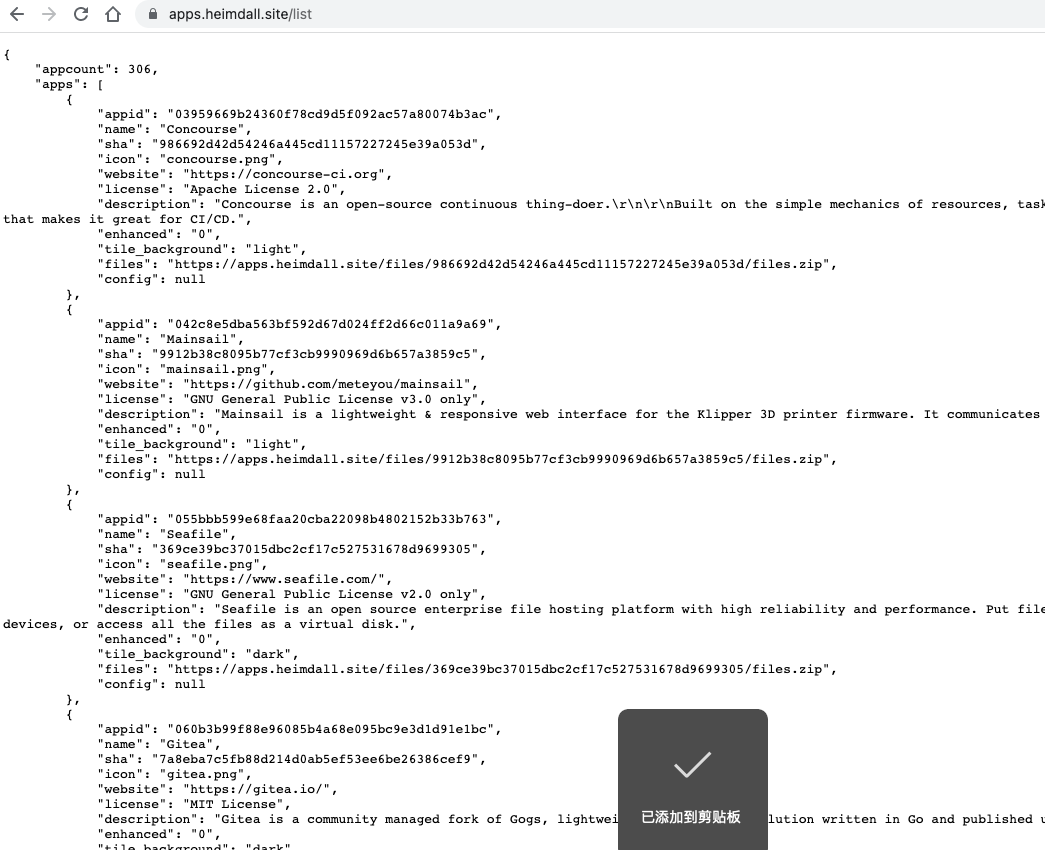 apps.heimdall.site/list
{
"appcount": 306,
"apps": [
{
"appid": "03959669b24360f78cd9d5f092ac57a80074b3ac",
"name": "Concourse",
"sha": "986692d42d54246a445cd11157227245e39a053d",
"icon": "concourse.png",
"website": "https://concourse-ci.org",
"license": "Apache License 2.0",
"description": "Concourse is an open-source continuous thing-doer.\r\n\r\nBuilt on the simple mechanics of resources, task
that makes it great for CI/CD.",
"enhanced": "0",
"tile_background": "light",
"files": "https://apps.heimdall.site/files/986692d42d54246a445cd11157227245e39a053d/files.zip",
"config": null
},
{
"appid": "042c8e5dba563bf592d67d024ff2d66c011a9a69",
"name": "Mainsail",
"sha": "9912b38c8095b77cf3cb9990969d6b657a3859c5",
"icon": "mainsail.png",
"website": "https://github.com/meteyou/mainsail",
"license": "GNU General Public License v3.0 only",
"description": "Mainsail is a lightweight & responsive web interface for the Klipper 3D printer firmware. It communicates
"enhanced": "0",
"tile_background": "light",
"files": "https://apps.heimdall.site/files/9912b38c8095b77cf3cb9990969d6b657a3859c5/files.zip",
"config": null
},
{
"appid": "055bbb599e68faa20cba22098b4802152b33b763",
"name": "Seafile",
"sha": "369ce39bc37015dbc2cf17c527531678d9699305",
"icon": "seafile.png",
"website": "https://www.seafile.com/",
"license": "GNU General Public License v2.0 only",
"description": "Seafile is an open source enterprise file hosting platform with high reliability and performance. Put file
devices, or access all the files as a virtual disk.",
"enhanced": "0",
"tile_background": "dark",
"files": "https://apps.heimdall.site/files/369ce39bc37015dbc2cf17c527531678d9699305/files.zip",
"config": null
},
{
"appid": "060b3b99f88e96085b4a68e095bc9e3d1d91e1bc",
"name": "Gitea",
"sha": "7a8eba7c5fb88d214d0ab5ef53ee6be26386cef9",
"icon": "gitea.png",
"website": "https://gitea.io/",
"license": "MIT License",
"description": "Gitea is a community managed fork of Gogs, lightwei lution written in Go and published u
已添加到剪贴板
"enhanced": "0",
"tile_background": "dark",